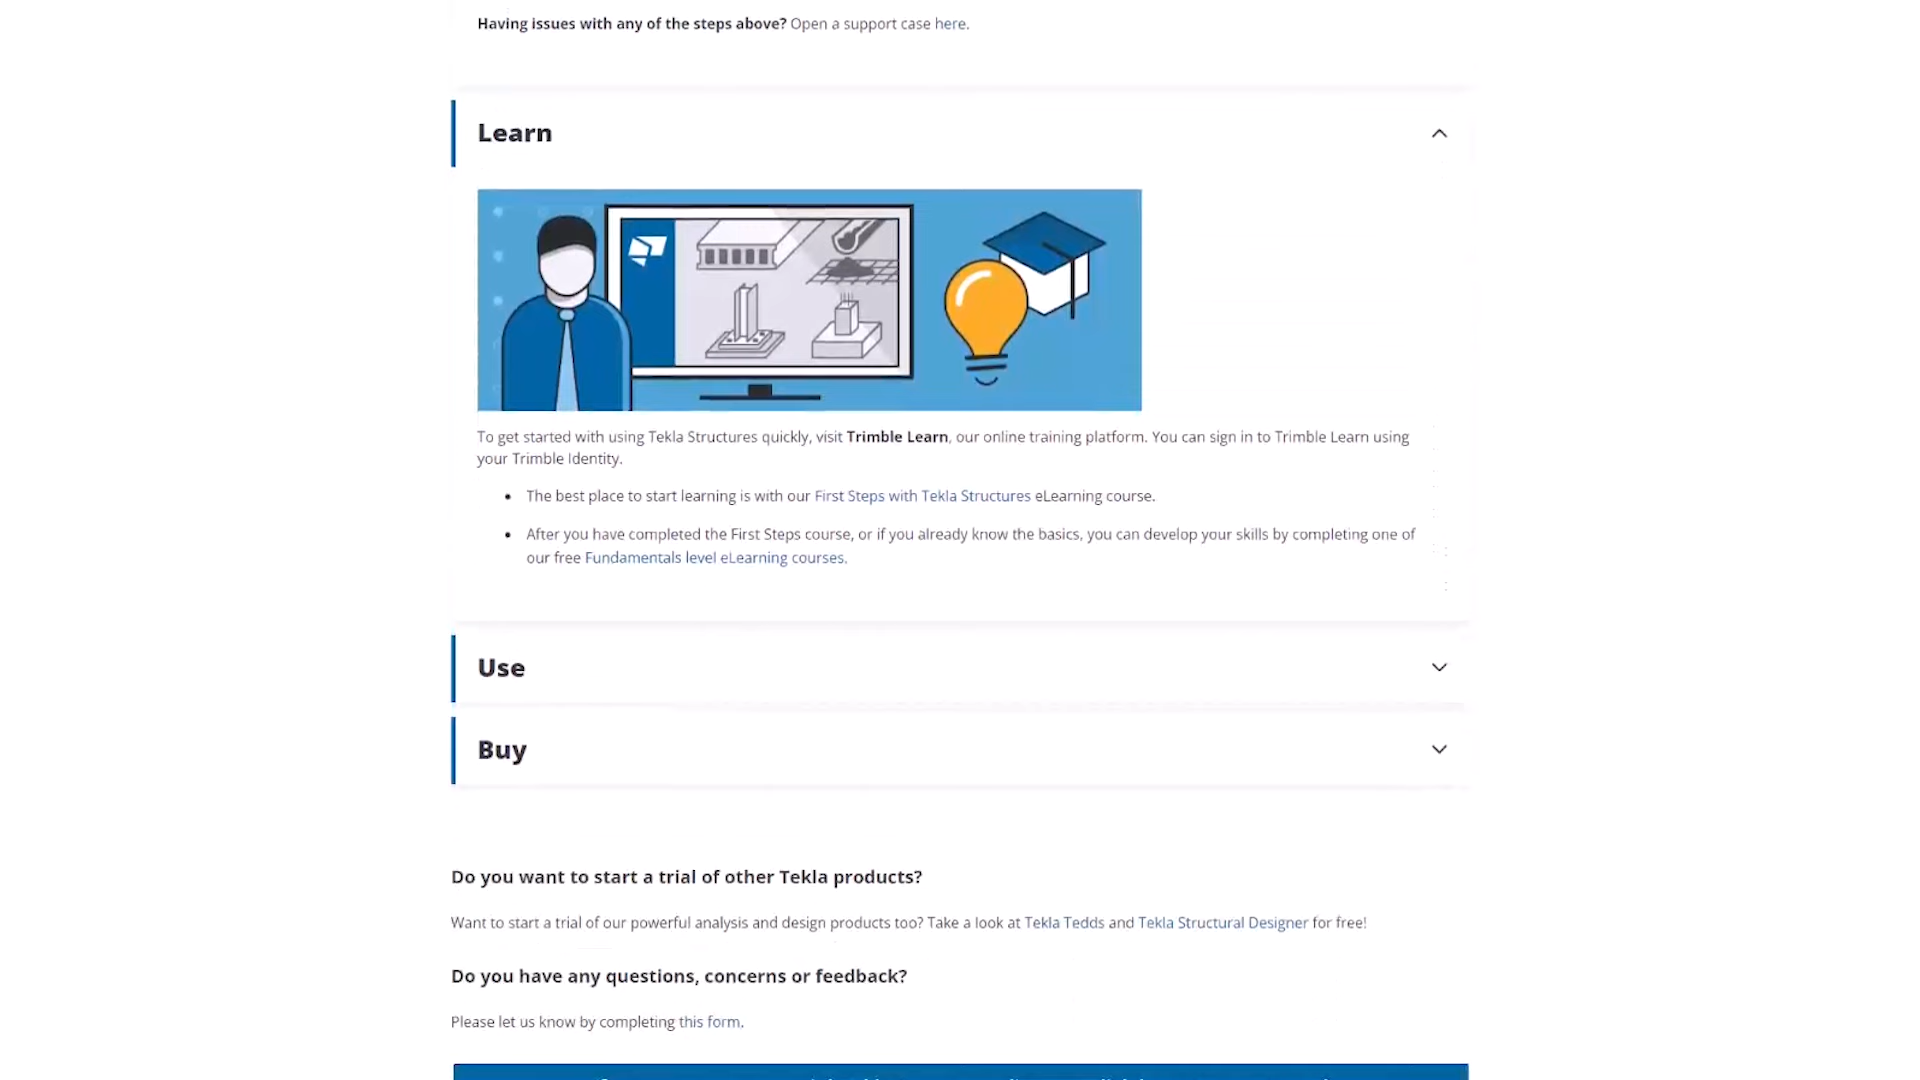 Having issues with any of the steps above? Open a support case here.
Learn
To get started with using Tekla Structures quickly, visit Trimble Learn, our online training platform. You can sign in to Trimble Learn using
your Trimble Identity.
The best place to start learning is with our First Steps with Tekla Structures eLearning course.
After you have completed the First Steps course, or if you already know the basics, you can develop your skills by completing one of
our free Fundamentals level eLearning courses.
Use
Buy
Do you want to start a trial of other Tekla products?
Want to start a trial of our powerful analysis and design products too? Take a look at Tekla Tedds and Tekla Structural Designer for free!
Do you have any questions, concerns or feedback?
Please let us know by completing this form.